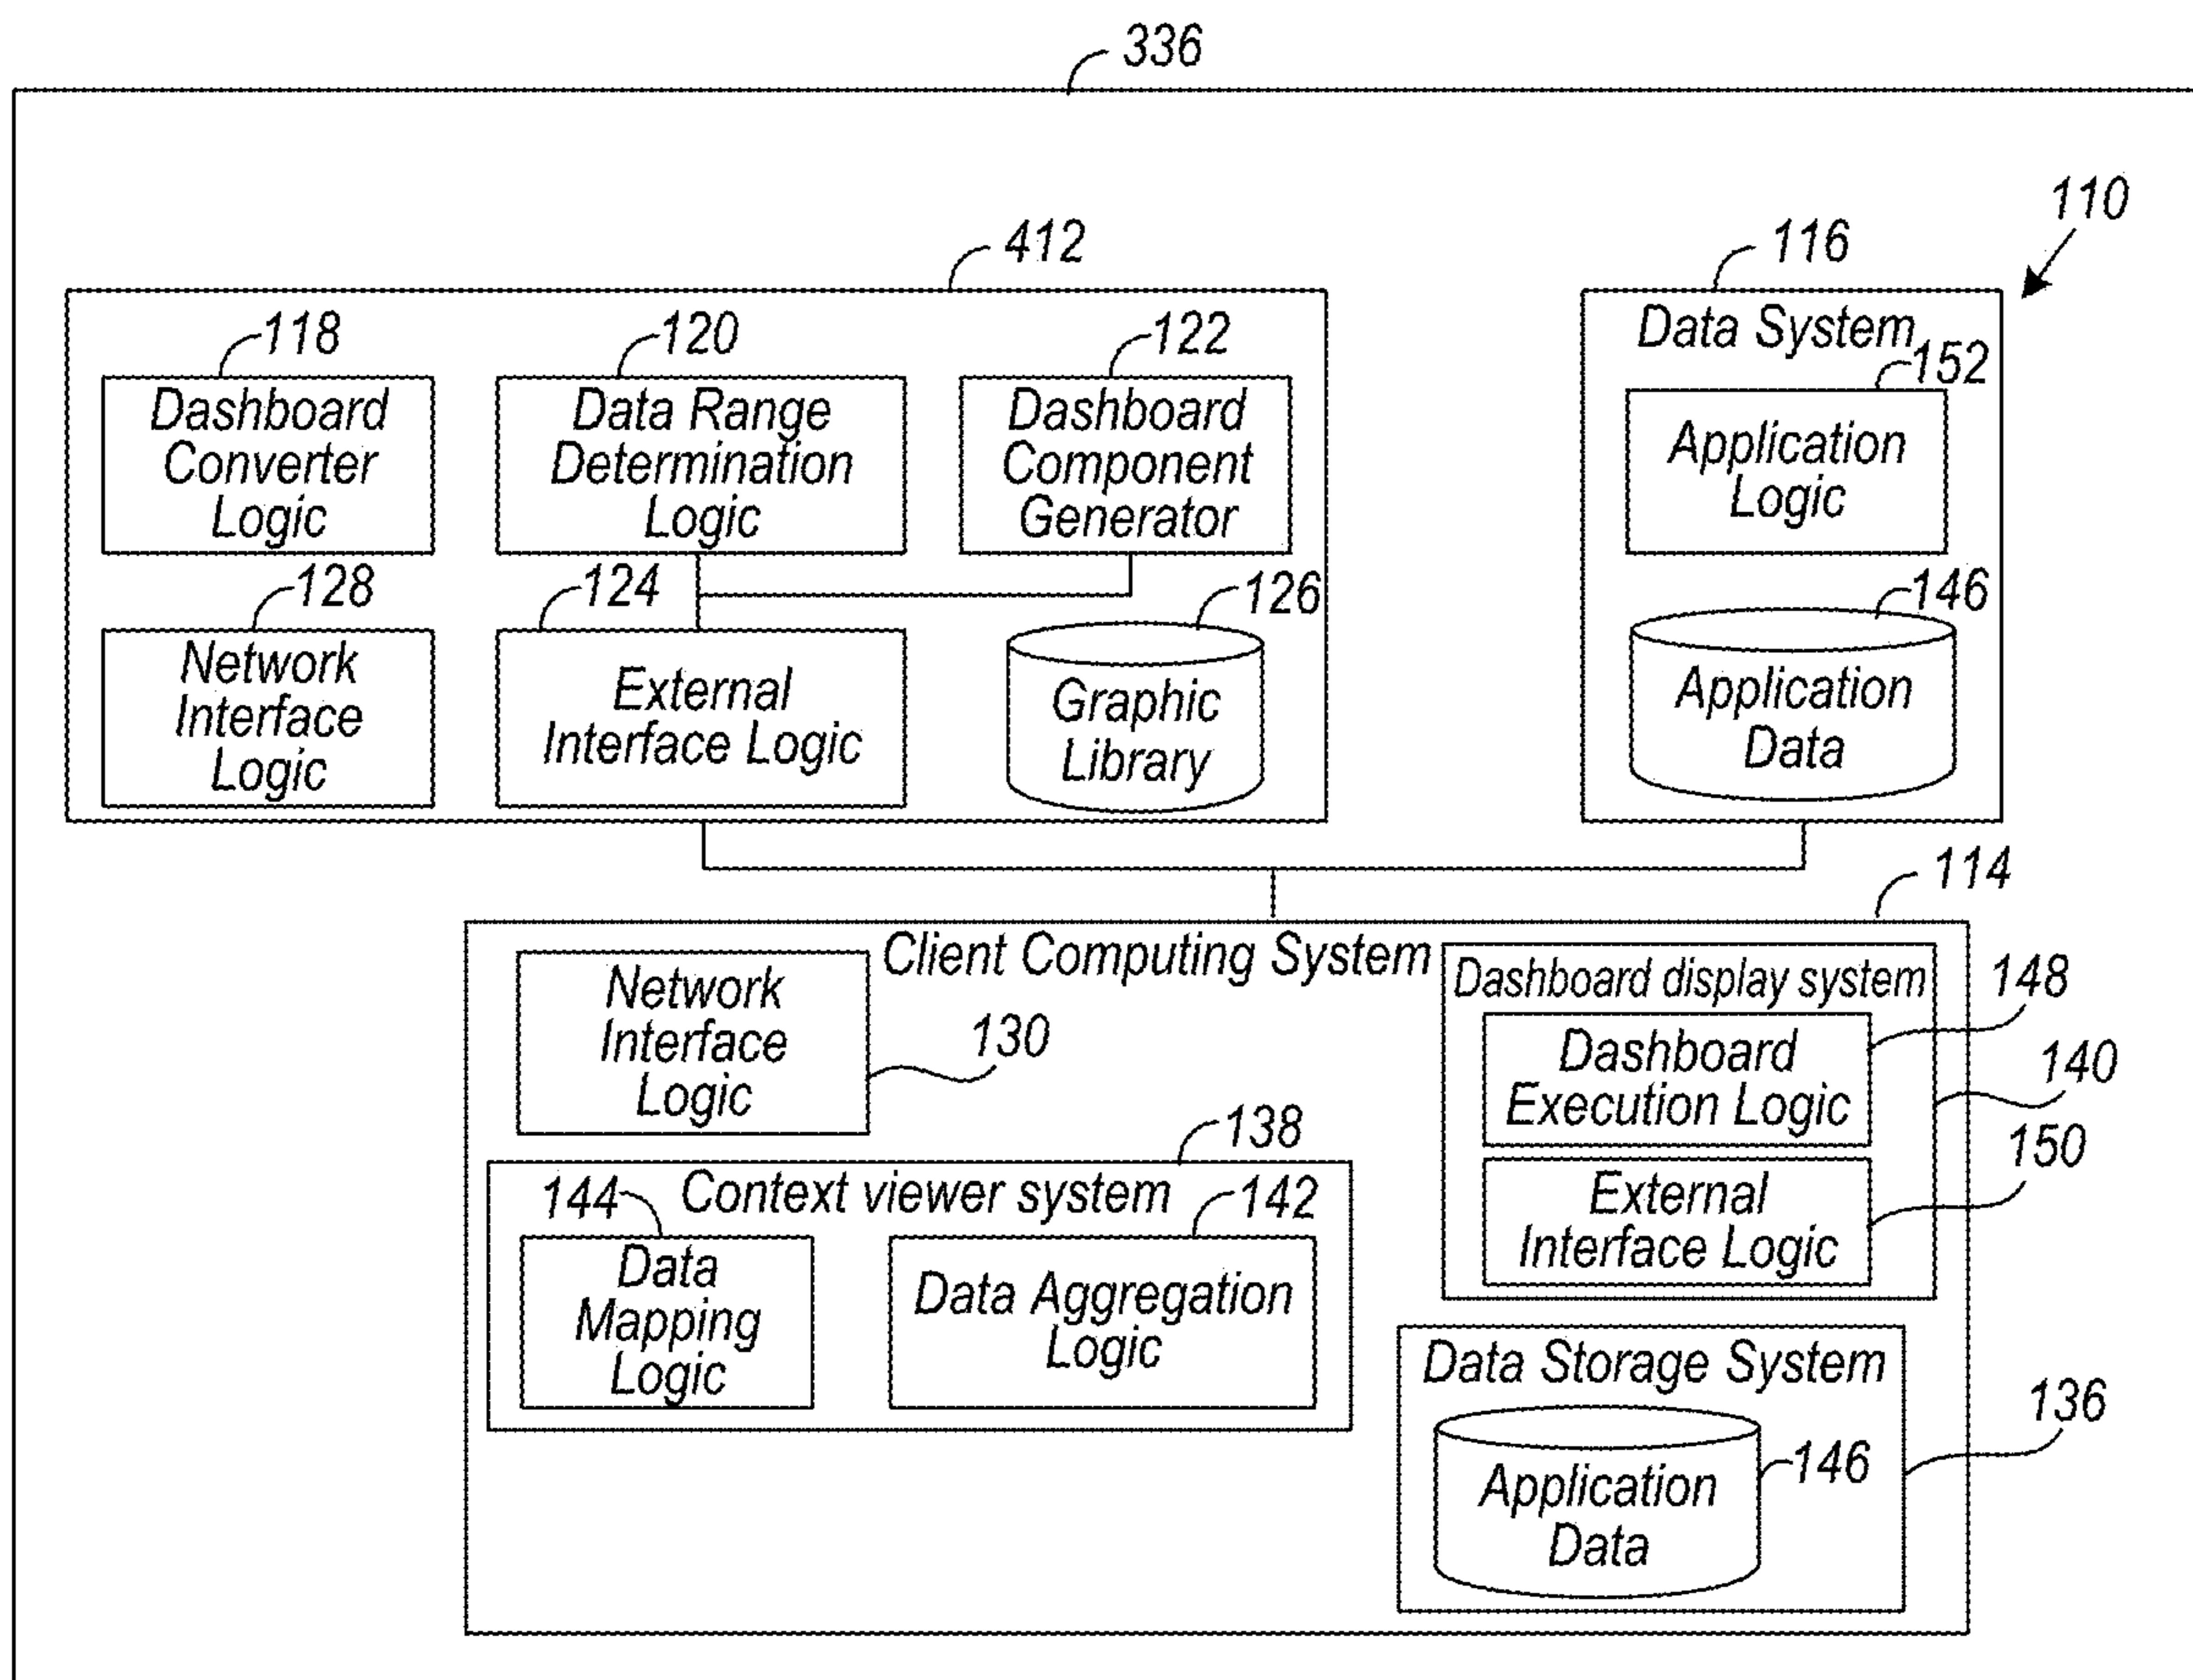 336
110
412
116
118
120
122
Data System
152
Dashboard
Converter
Logic
Data Range
Determination
Logic
Dashboard
Component
Generator
Application
Logic
128
124
126
146
Network
Interface
Logic
External
Interface Logic
Graphic
Library
Application
Data
114
Client Computing System
Network
Interface
Logic
130
Dashboard display system
148
Dashboard
Execution Logic
140
External
Interface Logic
150
138
Context viewer system
144
142
Data
Mapping
Logic
Data Aggregation
Logic
Data Storage System
136
Application
Data
146